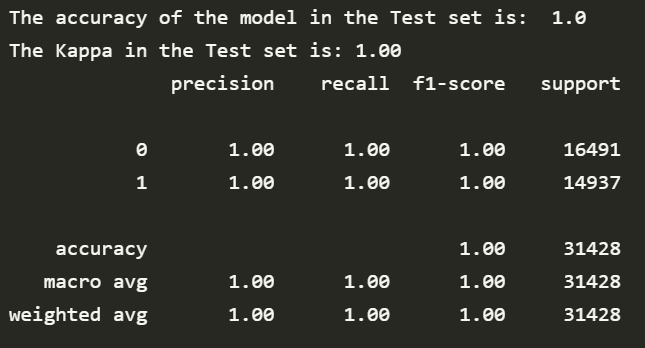 The accuracy of the model in the Test set is:  1.0
The Kappa in the Test set is: 1.00
              precision    recall  f1-score   support

           0       1.00      1.00      1.00     16491
           1       1.00      1.00      1.00     14937

    accuracy                           1.00     31428
   macro avg       1.00      1.00      1.00     31428
weighted avg       1.00      1.00      1.00     31428